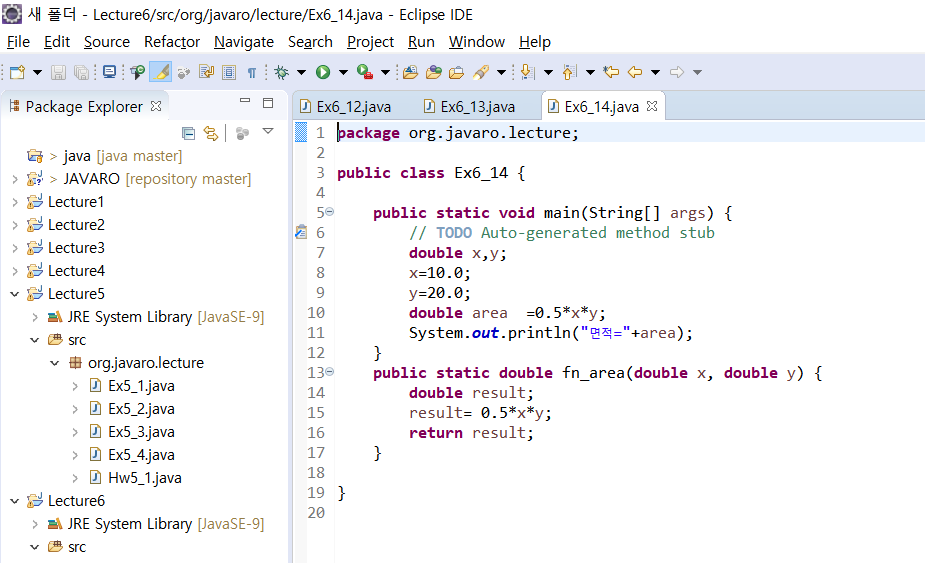 새 폴더 - Lecture6/src/org/javaro/lecture/Ex6_14.java - Eclipse IDE
File Edit Source Refactor Navigate Search Project Run Window Help
Package Explorer
> java [java master]
> JAVARO [repository master]
Lecture1
Lecture2
Lecture3
Lecture4
Lecture5
JRE System Library [JavaSE-9]
src
org.javaro.lecture
Ex5_1.java
Ex5_2.java
Ex5_3.java
Ex5_4.java
Hw5_1.java
Lecture6
JRE System Library [JavaSE-9]
src
Ex6_12.java Ex6_13.java Ex6_14.java
1 package org.javaro.lecture;
2
3 public class Ex6_14 {
4
5 public static void main(String[] args) {
6 // TODO Auto-generated method stub
7 double x,y;
8 x=10.0;
9 y=20.0;
10 double area  =0.5*x*y;
11 System.out.println("면적="+area);
12 }
13 public static double fn_area(double x, double y) {
14 double result;
15 result= 0.5*x*y;
16 return result;
17 }
18
19 }
20